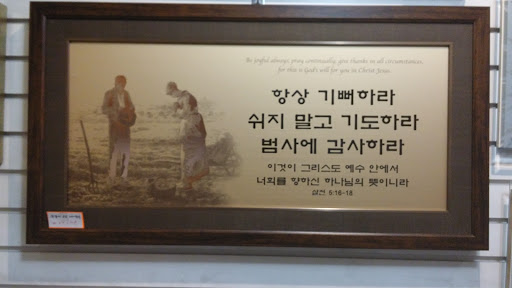 Be joyful always; pray continually; give thanks in all circumstances,
for this is God's will for you in Christ Jesus.
항상 기뻐하라
쉬지 말고 기도하라
범사에 감사하라
이것이 그리스도 예수 안에서
너희를 향하신 하나님의 뜻이니라
살전 5:16-18